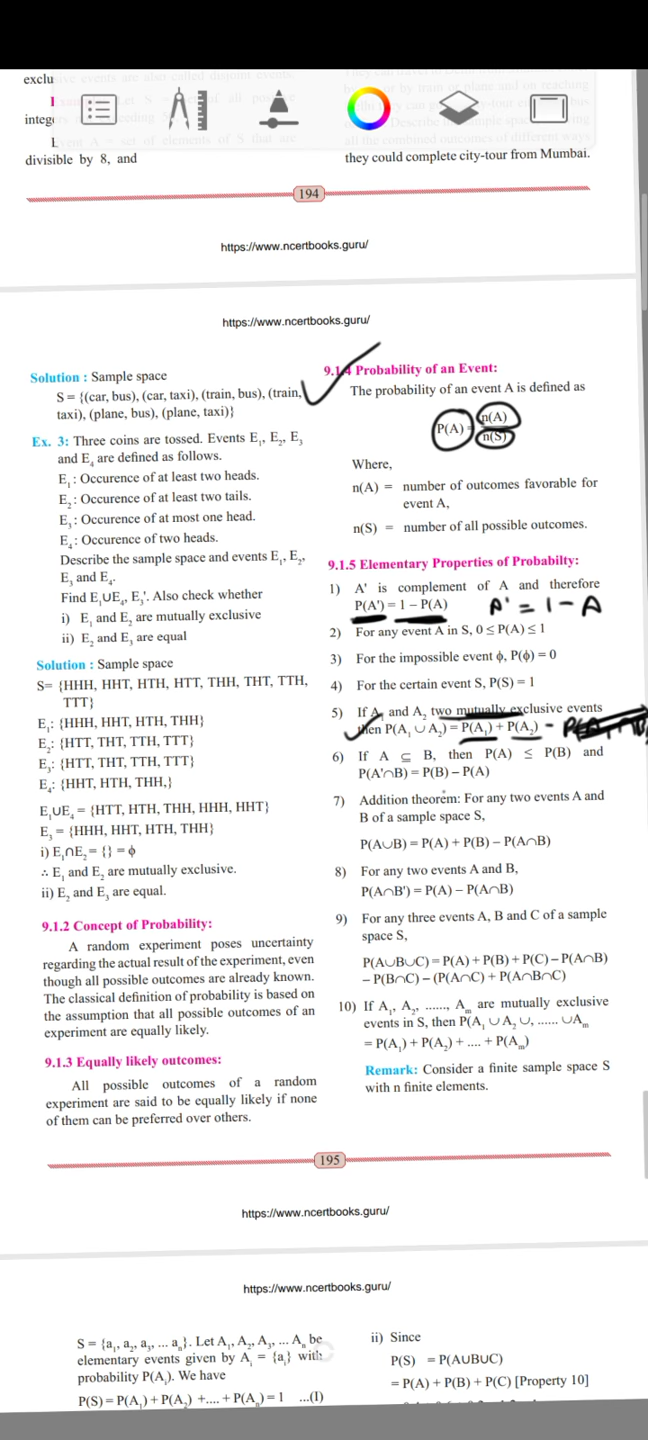 exclusive events are also called disjoint events.
integ
divisible by 8, and
they could complete city-tour from Mumbai.
194
https://www.ncertbooks.guru/
https://www.ncertbooks.guru/
Solution : Sample space
S = {(car, bus), (car, taxi), (train, bus), (train,
taxi), (plane, bus), (plane, taxi)}
Ex. 3: Three coins are tossed. Events E₁, E₂, E₃
and E₄ are defined as follows.
E₁ : Occurence of at least two heads.
E₂ : Occurence of at least two tails.
E₃ : Occurence of at most one head.
E₄ : Occurence of two heads.
Describe the sample space and events E₁, E₂,
E₃ and E₄.
Find E₁UE₄, E₃'. Also check whether
i) E₁ and E₂ are mutually exclusive
ii) E₂ and E₃ are equal
Solution : Sample space
S= {HHH, HHT, HTH, HTT, THH, THT, TTH,
TTT}
E₁: {HHH, HHT, HTH, THH}
E₂: {HTT, THT, TTH, TTT}
E₃: {HTT, THT, TTH, TTT}
E₄: {HHT, HTH, THH,}
E₁UE₄ = {HTT, HTH, THH, HHH, HHT}
E₃ = {HHH, HHT, HTH, THH}
i) E₁∩E₂ = {} = ϕ
∴ E₁ and E₂ are mutually exclusive.
ii) E₂ and E₃ are equal.
9.1.2 Concept of Probability:
A random experiment poses uncertainty
regarding the actual result of the experiment, even
though all possible outcomes are already known.
The classical definition of probability is based on
the assumption that all possible outcomes of an
experiment are equally likely.
9.1.3 Equally likely outcomes:
All possible outcomes of a random
experiment are said to be equally likely if none
of them can be preferred over others.
9.1.4 Probability of an Event:
The probability of an event A is defined as
P(A) = n(A)
n(S)
Where,
n(A) = number of outcomes favorable for
event A,
n(S) = number of all possible outcomes.
9.1.5 Elementary Properties of Probabilty:
1) A' is complement of A and therefore
P(A') = 1 – P(A) A' = 1 – A
2) For any event A in S, 0 ≤ P(A) ≤ 1
3) For the impossible event ϕ, P(ϕ) = 0
4) For the certain event S, P(S) = 1
5) If A₁ and A₂ two mutually exclusive events
then P(A₁ ∪ A₂) = P(A₁) + P(A₂) –
6) If A ⊆ B, then P(A) ≤ P(B) and
P(A'∩B) = P(B) – P(A)
7) Addition theorem: For any two events A and
B of a sample space S,
P(A∪B) = P(A) + P(B) – P(A∩B)
8) For any two events A and B,
P(A∩B') = P(A) – P(A∩B)
9) For any three events A, B and C of a sample
space S,
P(A∪B∪C) = P(A) + P(B) + P(C) – P(A∩B)
– P(B∩C) – (P(A∩C) + P(A∩B∩C)
10) If A₁, A₂, ......, Aₘ are mutually exclusive
events in S, then P(A₁ ∪ A₂ ∪, ...... ∪Aₘ
= P(A₁) + P(A₂) + .... + P(Aₘ)
Remark: Consider a finite sample space S
with n finite elements.
195
https://www.ncertbooks.guru/
https://www.ncertbooks.guru/
S = {a₁, a₂, a₃, ... aₙ}. Let A₁, A₂, A₃, ... Aₙ be
elementary events given by Aᵢ = {aᵢ} with
probability P(Aᵢ). We have
P(S) = P(A₁) + P(A₂) +.... + P(Aₙ) = 1 ...(I)
ii) Since
P(S) = P(AUBUC)
= P(A) + P(B) + P(C) [Property 10]